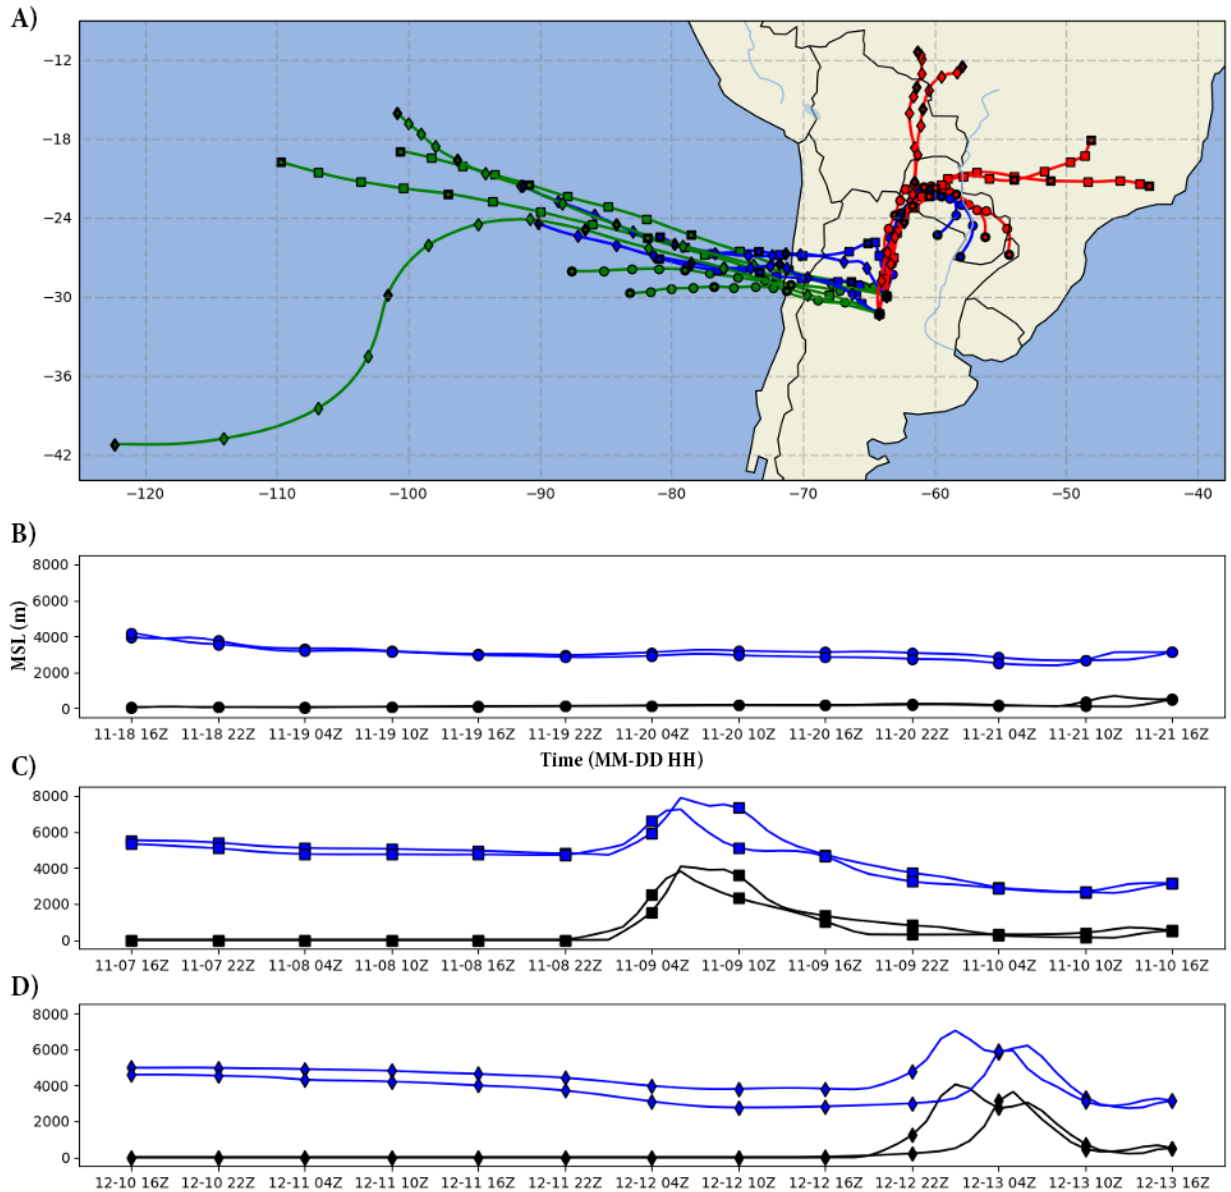 A)
−12
−18
−24
−30
−36
−42
−120 −110 −100 −90 −80 −70 −60 −50 −40
B)
8000
6000
4000
2000
0
MSL (m)
11-18 16Z 11-18 22Z 11-19 04Z 11-19 10Z 11-19 16Z 11-19 22Z 11-20 04Z 11-20 10Z 11-20 16Z 11-20 22Z 11-21 04Z 11-21 10Z 11-21 16Z
Time (MM-DD HH)
C)
8000
6000
4000
2000
0
11-07 16Z 11-07 22Z 11-08 04Z 11-08 10Z 11-08 16Z 11-08 22Z 11-09 04Z 11-09 10Z 11-09 16Z 11-09 22Z 11-10 04Z 11-10 10Z 11-10 16Z
D)
8000
6000
4000
2000
0
12-10 16Z 12-10 22Z 12-11 04Z 12-11 10Z 12-11 16Z 12-11 22Z 12-12 04Z 12-12 10Z 12-12 16Z 12-12 22Z 12-13 04Z 12-13 10Z 12-13 16Z